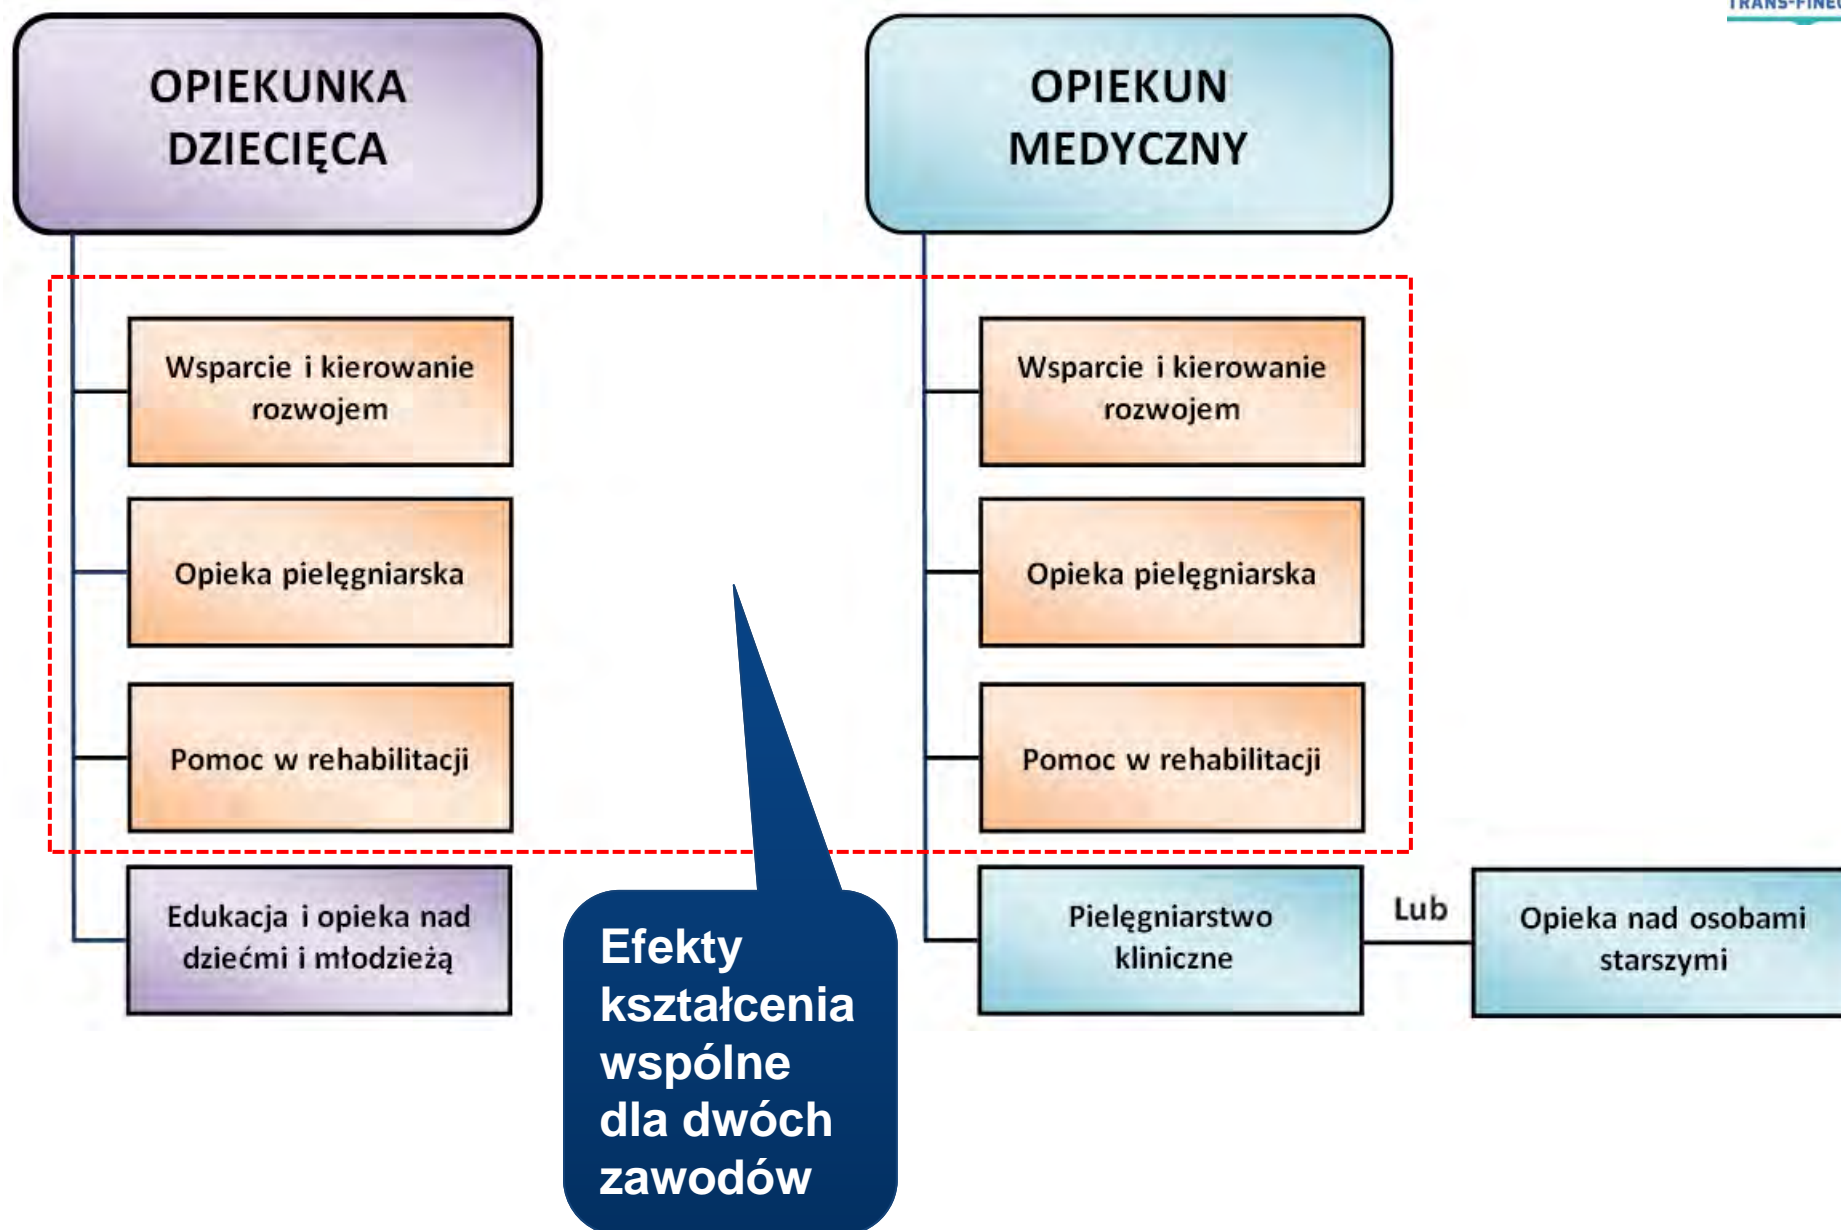 OPIEKUNKA
DZIECIĘCA
OPIEKUN
MEDYCZNY
Wsparcie i kierowanie
rozwojem
Wsparcie i kierowanie
rozwojem
Opieka pielęgniarska
Opieka pielęgniarska
Pomoc w rehabilitacji
Pomoc w rehabilitacji
Edukacja i opieka nad
dziećmi i młodzieżą
Pielęgniarstwo
kliniczne
Lub
Opieka nad osobami
starszymi
Efekty
kształcenia
wspólne
dla dwóch
zawodów